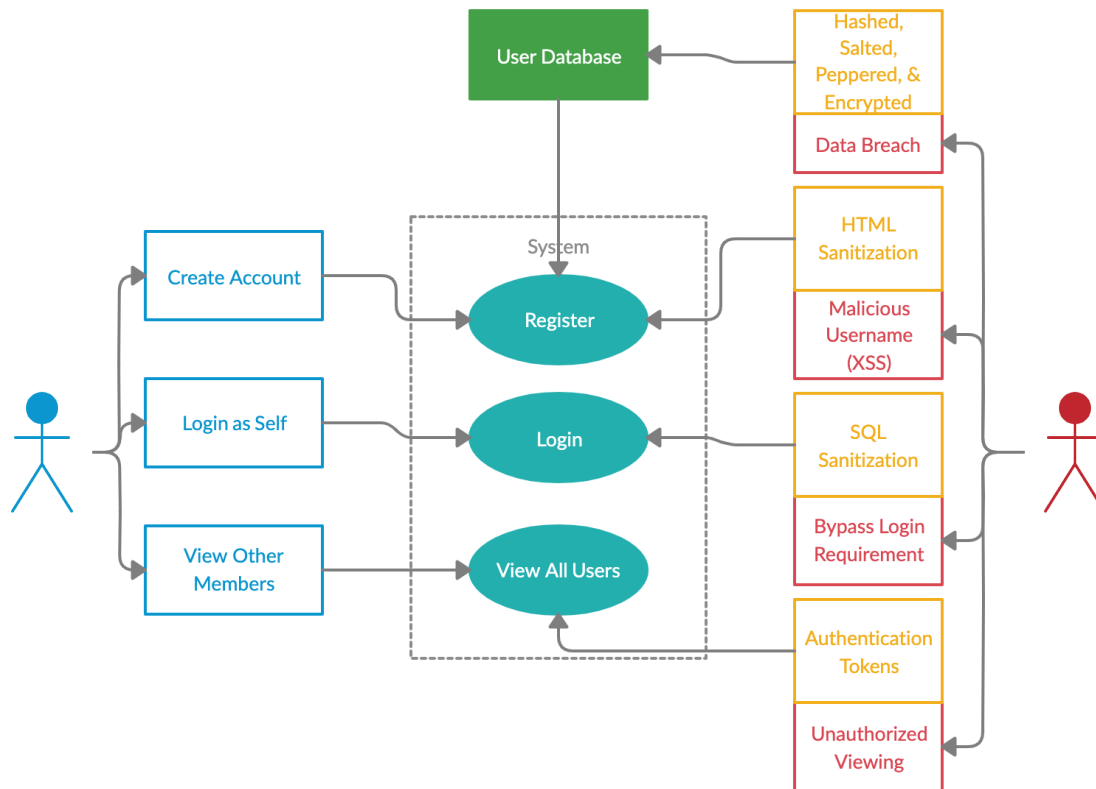 User Database
Hashed,
Salted,
Peppered, &
Encrypted
Data Breach
System
HTML
Sanitization
Create Account
Register
Malicious
Username
(XSS)
Login as Self
Login
SQL
Sanitization
Bypass Login
Requirement
View Other
Members
View All Users
Authentication
Tokens
Unauthorized
Viewing